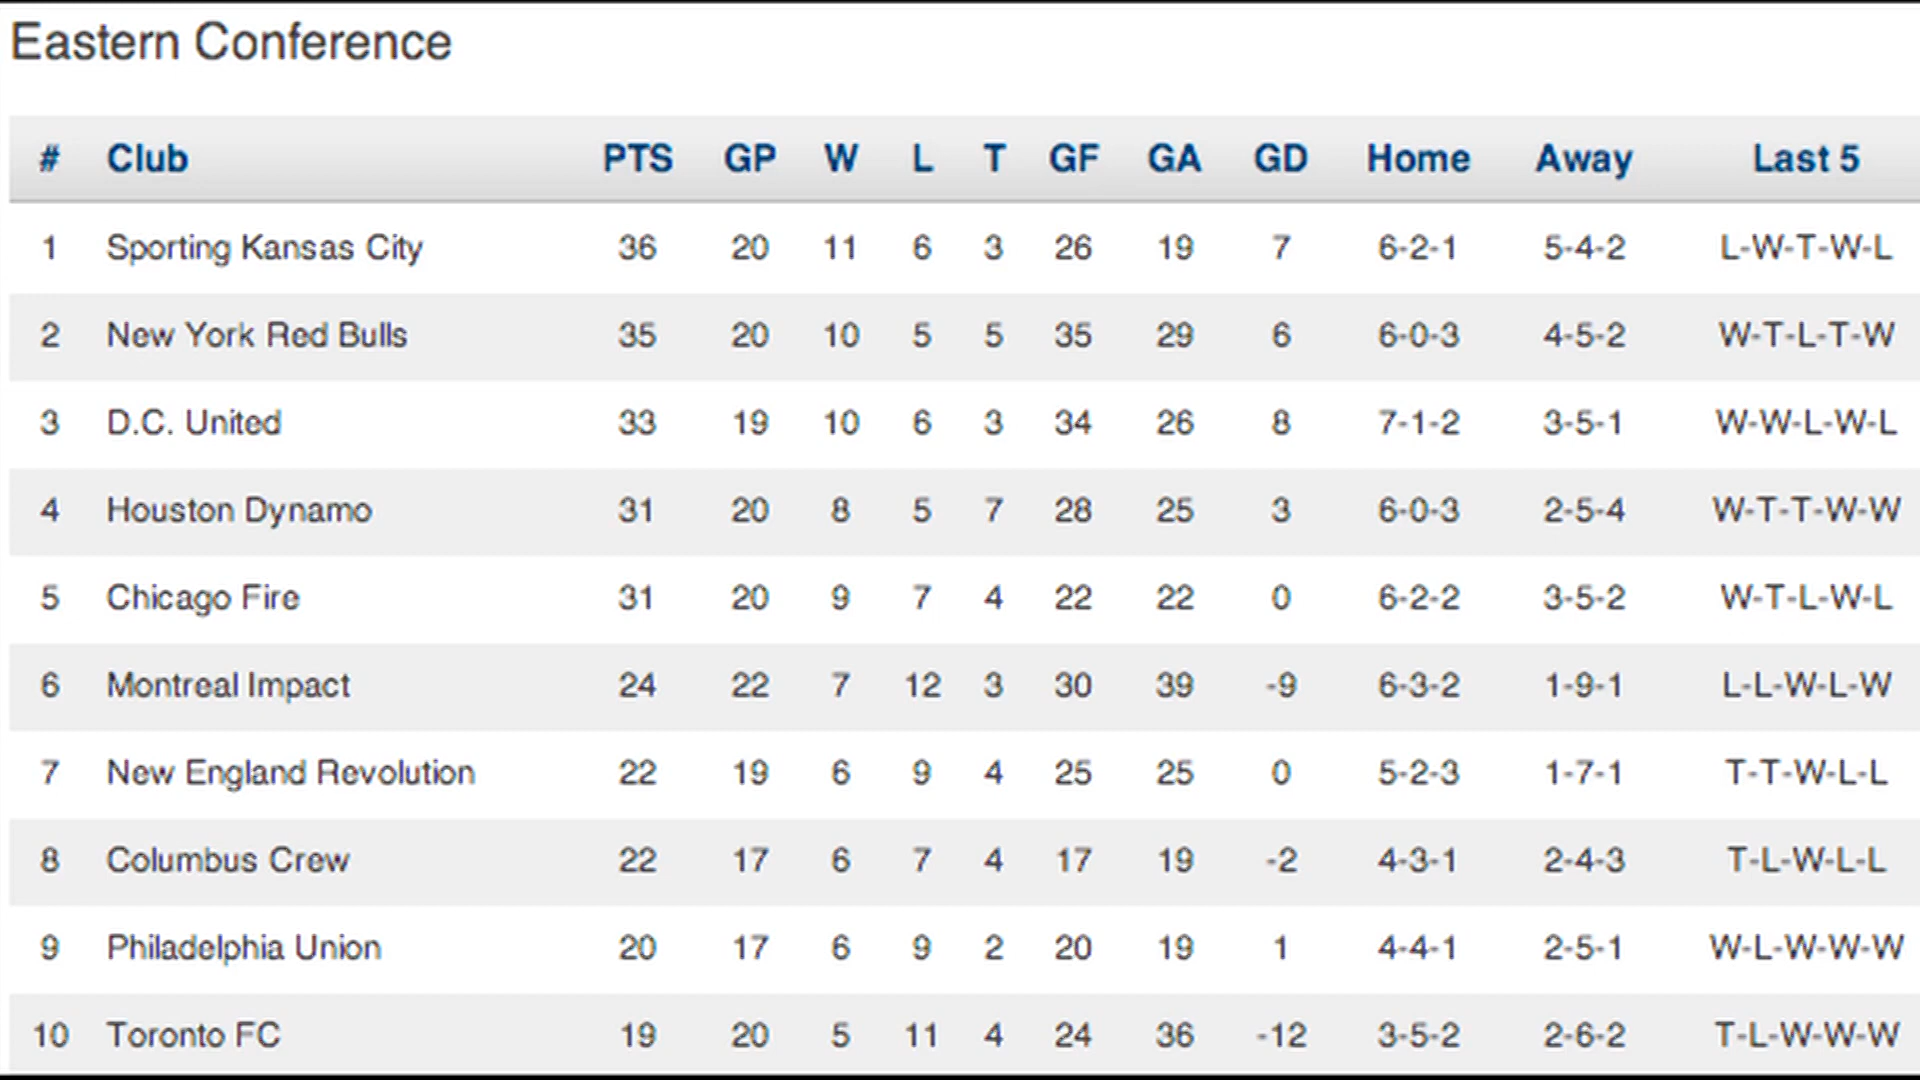 Eastern Conference
# Club PTS GP W L T GF GA GD Home Away Last 5
1 Sporting Kansas City 36 20 11 6 3 26 19 7 6-2-1 5-4-2 L-W-T-W-L
2 New York Red Bulls 35 20 10 5 5 35 29 6 6-0-3 4-5-2 W-T-L-T-W
3 D.C. United 33 19 10 6 3 34 26 8 7-1-2 3-5-1 W-W-L-W-L
4 Houston Dynamo 31 20 8 5 7 28 25 3 6-0-3 2-5-4 W-T-T-W-W
5 Chicago Fire 31 20 9 7 4 22 22 0 6-2-2 3-5-2 W-T-L-W-L
6 Montreal Impact 24 22 7 12 3 30 39 -9 6-3-2 1-9-1 L-L-W-L-W
7 New England Revolution 22 19 6 9 4 25 25 0 5-2-3 1-7-1 T-T-W-L-L
8 Columbus Crew 22 17 6 7 4 17 19 -2 4-3-1 2-4-3 T-L-W-L-L
9 Philadelphia Union 20 17 6 9 2 20 19 1 4-4-1 2-5-1 W-L-W-W-W
10 Toronto FC 19 20 5 11 4 24 36 -12 3-5-2 2-6-2 T-L-W-W-W